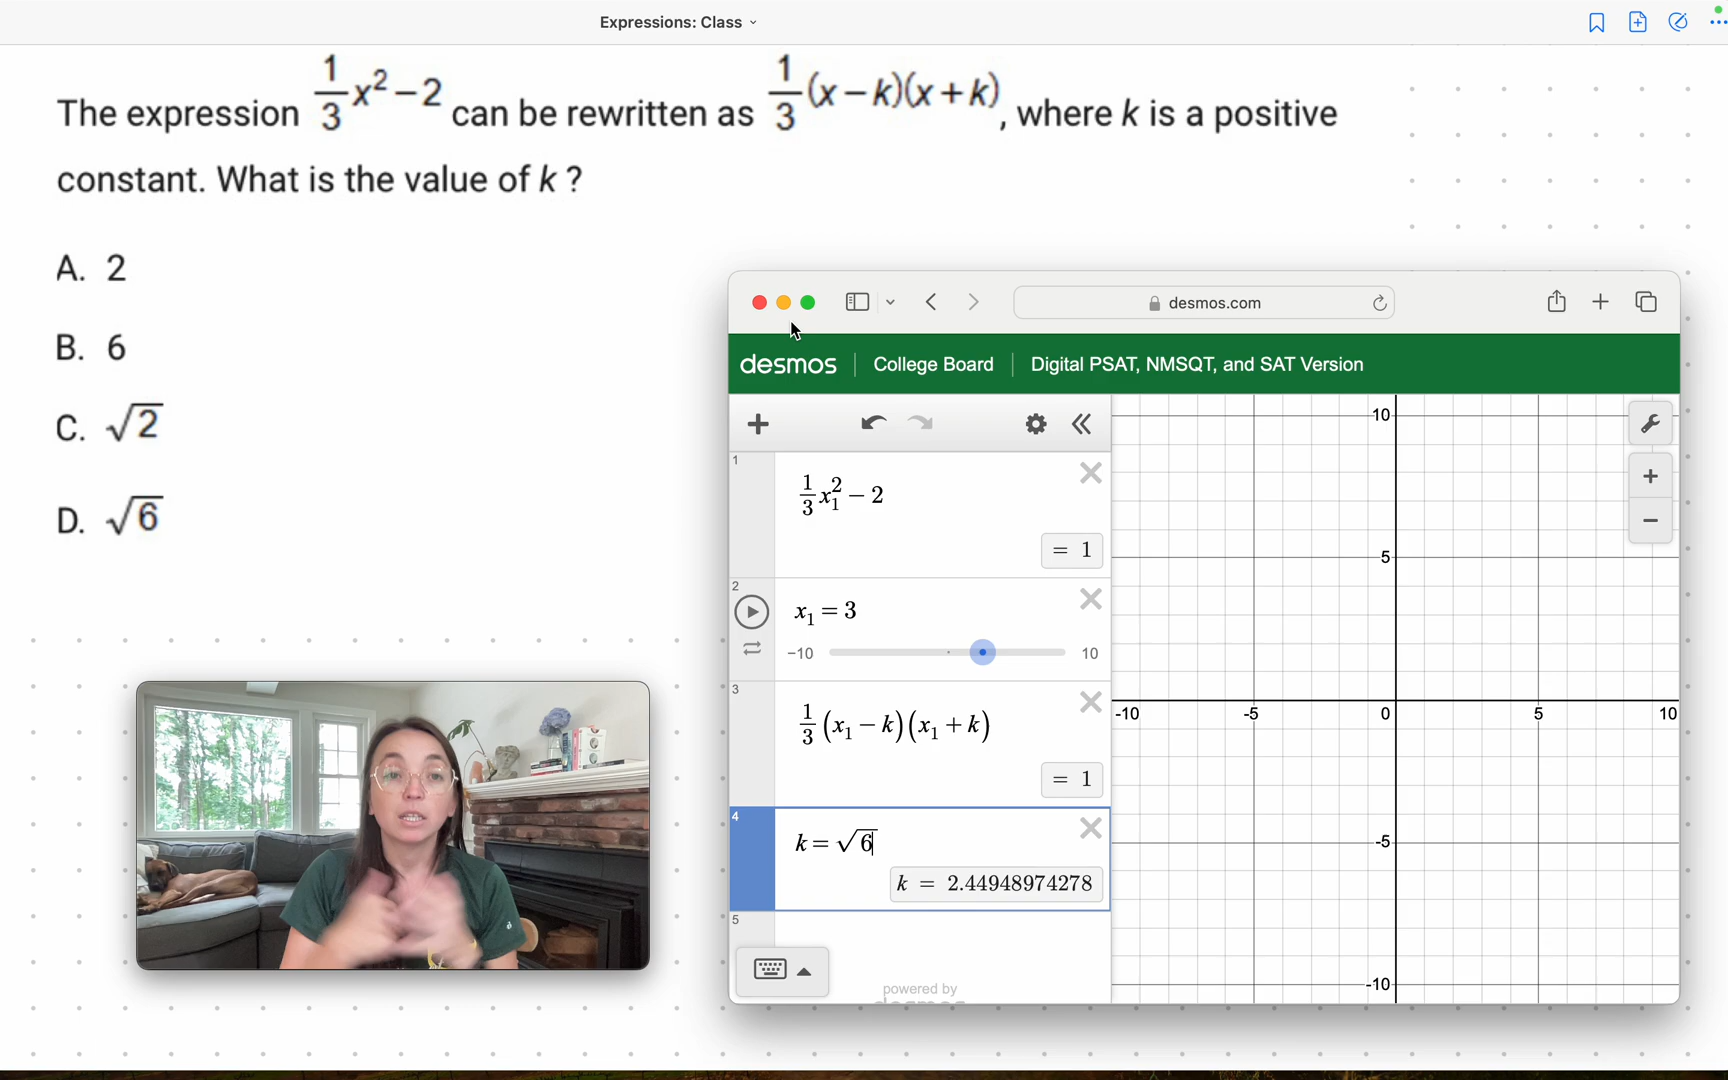 Expressions: Class
The expression 1/3 x² − 2 can be rewritten as 1/3 (x − k)(x + k), where k is a positive
constant. What is the value of k ?
A. 2
B. 6
C. √2
D. √6
desmos.com
desmos | College Board | Digital PSAT, NMSQT, and SAT Version
1
1/3 x₁² − 2
= 1
2
x₁ = 3
−10 10
3
1/3 (x₁ − k)(x₁ + k)
= 1
4
k = √6
k = 2.44948974278
5
powered by
10
5
-10 -5 0 5 10
-5
-10